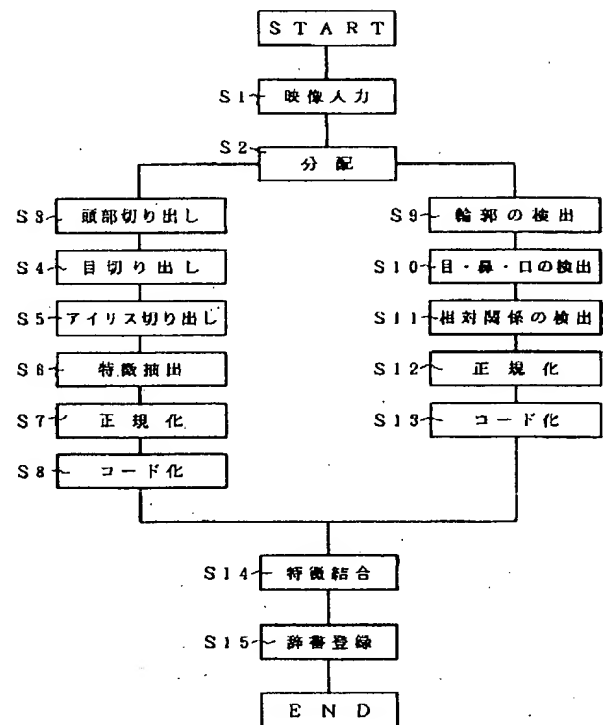 START
S1 映像入力
S2 分配
S3 頭部切り出し
S4 目切り出し
S5 アイリス切り出し
S6 特徴抽出
S7 正規化
S8 コード化
S9 輪郭の検出
S10 目・鼻・口の検出
S11 相対関係の検出
S12 正規化
S13 コード化
S14 特徴結合
S15 辞書登録
END